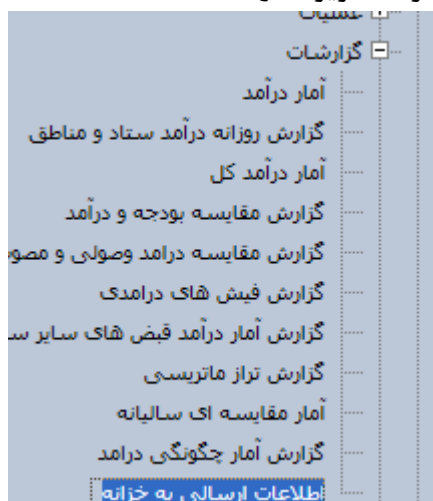 عملیات
گزارشات
آمار درآمد
گزارش روزانه درآمد ستاد و مناطق
آمار درآمد کل
گزارش مقایسه بودجه و درآمد
گزارش مقایسه درامد وصولی و
گزارش فیش های درامدی
گزارش آمار درآمد قبض های سایر
گزارش تراز ماتریسی
آمار مقایسه ای سالیانه
گزارش آمار چگونگی درامد
اطلاعات ارسالی به خزانه